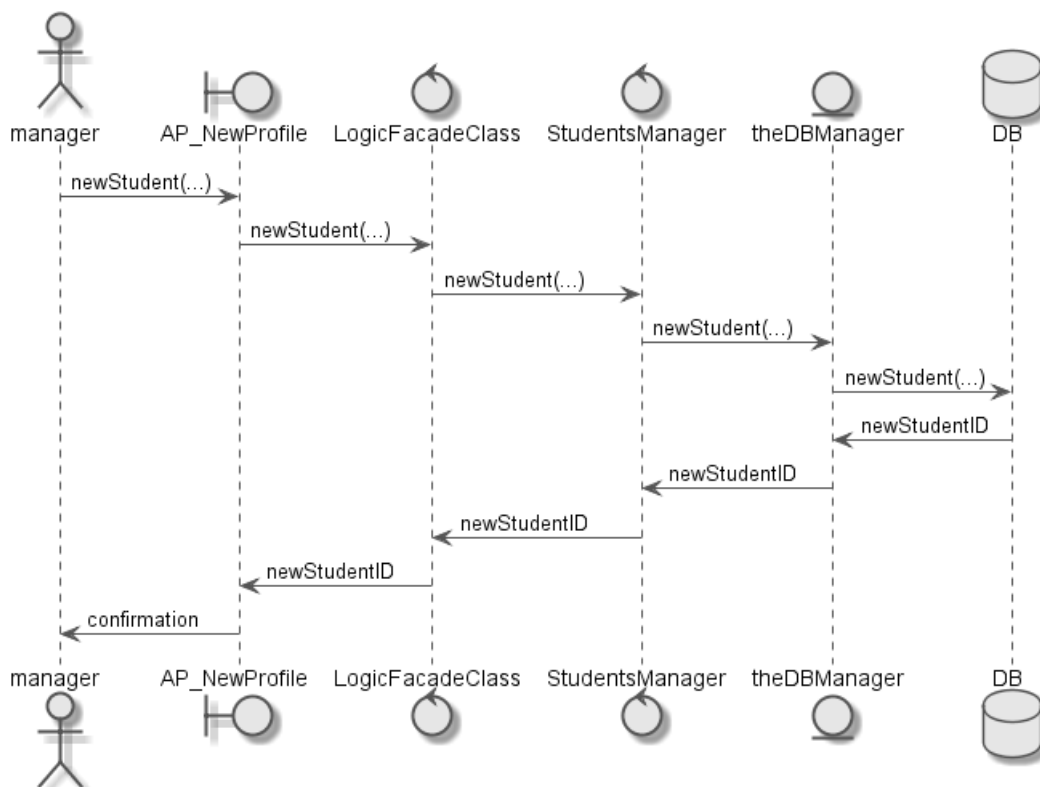 manager AP_NewProfile LogicFacadeClass StudentsManager theDBManager DB
newStudent(...)
newStudent(...)
newStudent(...)
newStudent(...)
newStudent(...)
newStudentID
newStudentID
newStudentID
newStudentID
confirmation
manager AP_NewProfile LogicFacadeClass StudentsManager theDBManager DB